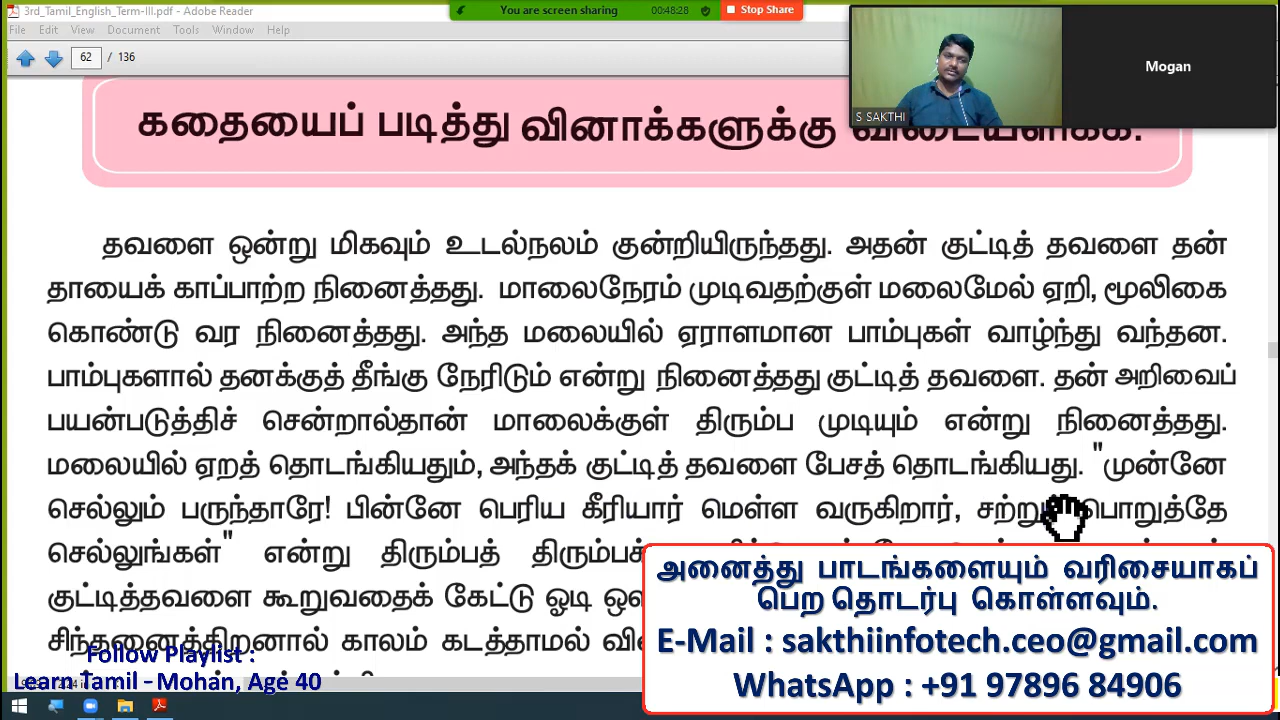 3rd_Tamil_English_Term-III.pdf - Adobe Reader
You are screen sharing 00:48:28 Stop Share
File Edit View Document Tools Window Help
62 / 136
S SAKTHI
Mogan
கதையைப் படித்து வினாக்களுக்கு
தவளை ஒன்று மிகவும் உடல்நலம் குன்றியிருந்தது. அதன் குட்டித் தவளை தன்
தாயைக் காப்பாற்ற நினைத்தது. மாலைநேரம் முடிவதற்குள் மலைமேல் ஏறி, மூலிகை
கொண்டு வர நினைத்தது. அந்த மலையில் ஏராளமான பாம்புகள் வாழ்ந்து வந்தன.
பாம்புகளால் தனக்குத் தீங்கு நேரிடும் என்று நினைத்தது குட்டித் தவளை. தன் அறிவைப்
பயன்படுத்திச் சென்றால்தான் மாலைக்குள் திரும்ப முடியும் என்று நினைத்தது.
மலையில் ஏறத் தொடங்கியதும், அந்தக் குட்டித் தவளை பேசத் தொடங்கியது. "முன்னே
செல்லும் பருந்தாரே! பின்னே பெரிய கீரியார் மெள்ள வருகிறார், சற்று பொறுத்தே
செல்லுங்கள்" என்று திரும்பத் திரும்பக்
குட்டித்தவளை கூறுவதைக் கேட்டு ஓடி
சிந்தனைத்திறனால் காலம் கடத்தாமல்
அனைத்து பாடங்களையும் வரிசையாகப்
பெற தொடர்பு கொள்ளவும்.
E-Mail : sakthiinfotech.ceo@gmail.com
WhatsApp : +91 97896 84906
Follow Playlist :
Learn Tamil - Mohan, Age 40